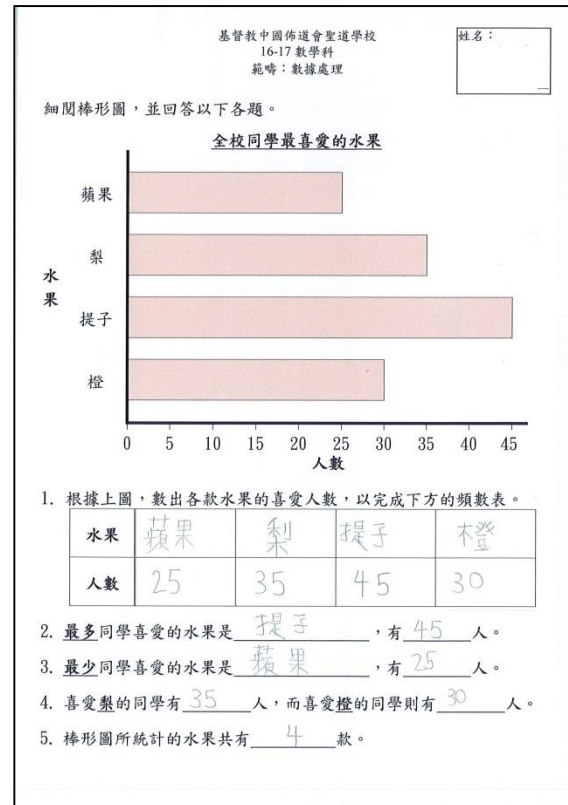 基督教中國佈道會聖道學校
16-17 數學科
範疇：數據處理
姓名：
細閱棒形圖，並回答以下各題。
全校同學最喜愛的水果
蘋果
梨
提子
橙
水果
0 5 10 15 20 25 30 35 40 45
人數
1. 根據上圖，數出各款水果的喜愛人數，以完成下方的頻數表。
水果 蘋果 梨 提子 橙
人數 25 35 45 30
2. 最多同學喜愛的水果是 提子 ，有 45 人。
3. 最少同學喜愛的水果是 蘋果 ，有 25 人。
4. 喜愛梨的同學有 35 人，而喜愛橙的同學則有 30 人。
5. 棒形圖所統計的水果共有 4 款。